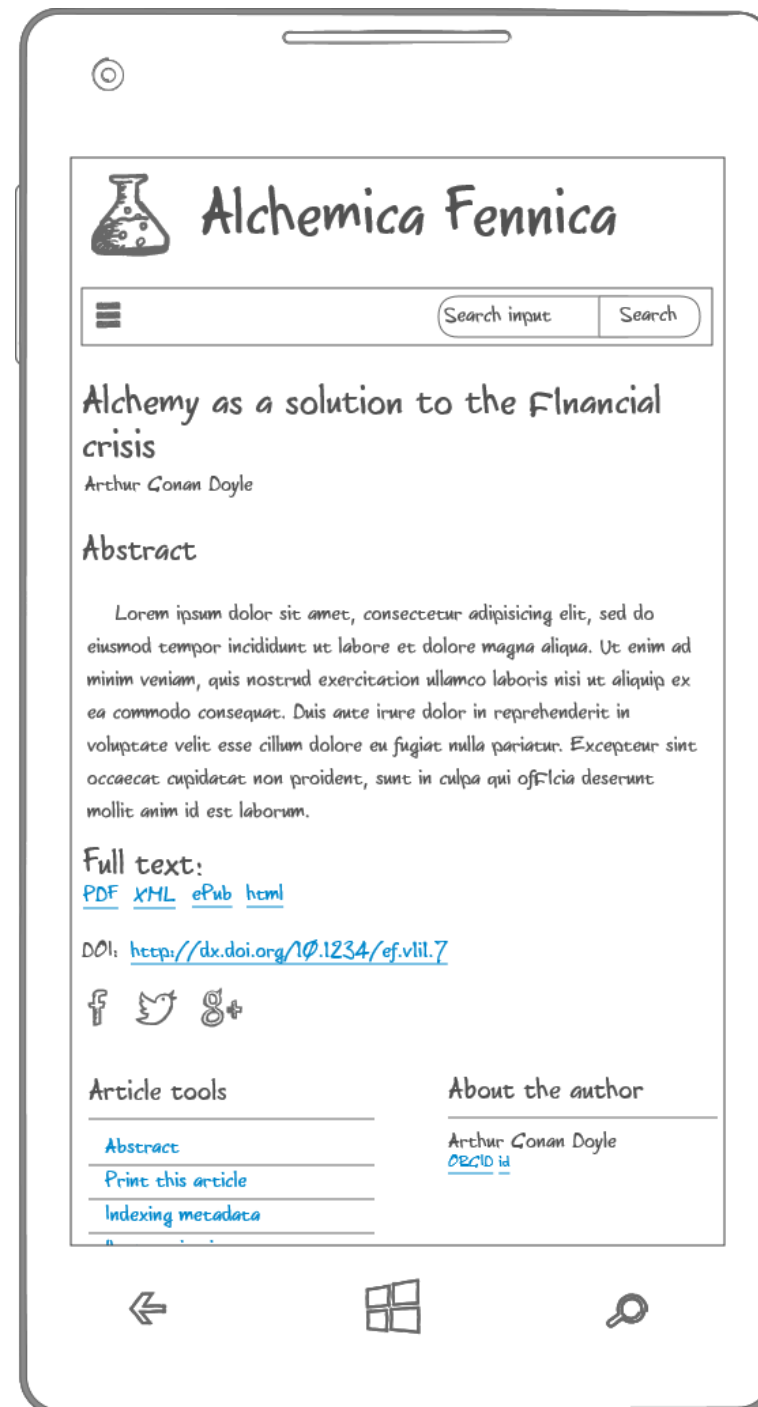 Alchemica Fennica
Search input Search
Alchemy as a solution to the FInancial
crisis
Arthur Conan Doyle
Abstract
Lorem ipsum dolor sit amet, consectetur adipisicing elit, sed do
eiusmod tempor incididunt ut labore et dolore magna aliqua. Ut enim ad
minim veniam, quis nostrud exercitation ullamco laboris nisi ut aliquip ex
ea commodo consequat. Duis aute irure dolor in reprehenderit in
voluptate velit esse cillum dolore eu fugiat nulla pariatur. Excepteur sint
occaecat cupidatat non proident, sunt in culpa qui offIcia deserunt
mollit anim id est laborum.
Full text:
PDF XML ePub html
DOI: http://dx.doi.org/10.1234/ef.v1i1.7
f g+
Article tools
Abstract
Print this article
Indexing metadata
About the author
Arthur Conan Doyle
ORCID id